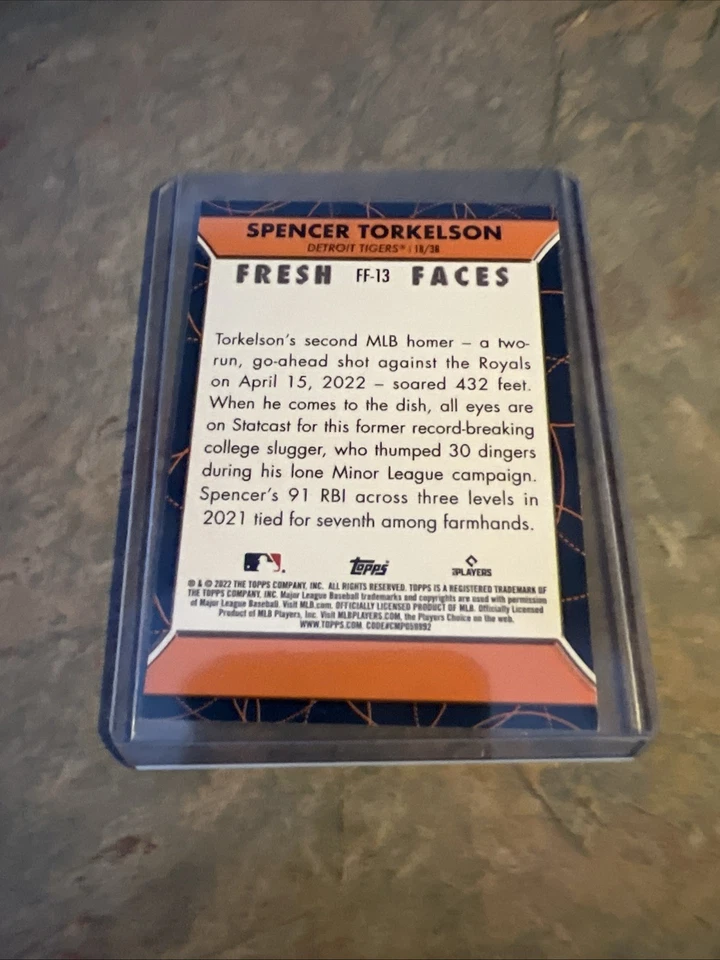 SPENCER TORKELSON
DETROIT TIGERS® | 1B/3B
FRESH FF-13 FACES
Torkelson's second MLB homer – a two-
run, go-ahead shot against the Royals
on April 15, 2022 – soared 432 feet.
When he comes to the dish, all eyes are
on Statcast for this former record-breaking
college slugger, who thumped 30 dingers
during his lone Minor League campaign.
Spencer's 91 RBI across three levels in
2021 tied for seventh among farmhands.
Topps
PLAYERS
® & © 2022 THE TOPPS COMPANY, INC. ALL RIGHTS RESERVED. TOPPS IS A REGISTERED TRADEMARK OF
THE TOPPS COMPANY, INC. Major League Baseball trademarks and copyrights are used with permission
of Major League Baseball. Visit MLB.com. OFFICIALLY LICENSED PRODUCT OF MLB. Officially Licensed
Product of MLB Players, Inc. Visit MLBPLAYERS.COM, the Players Choice on the web.
WWW.TOPPS.COM CODE#CMP059992